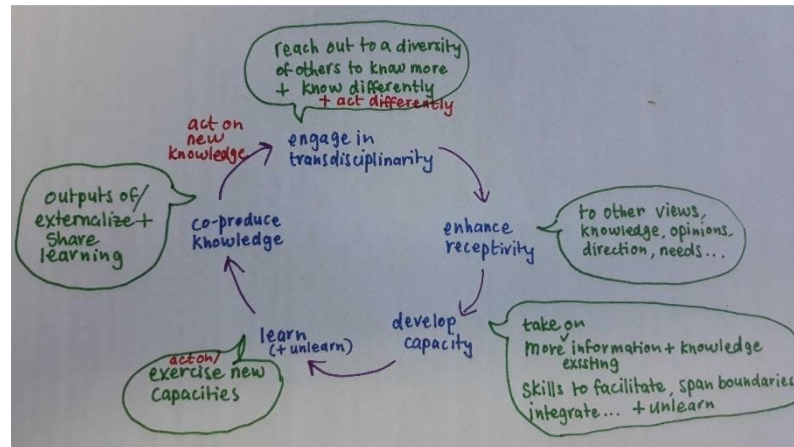 reach out to a diversity
of others to know more
+ know differently
+ act differently
act on
new
knowledge
engage in
transdisciplinarity
outputs of/
externalize +
share
learning
co-produce
knowledge
enhance
receptivity
to other views,
knowledge, opinions,
direction, needs...
learn
(+ unlearn)
develop
capacity
take on
more information + knowledge
existing
skills to facilitate, span boundaries
integrate... + unlearn
act on/
exercise new
capacities